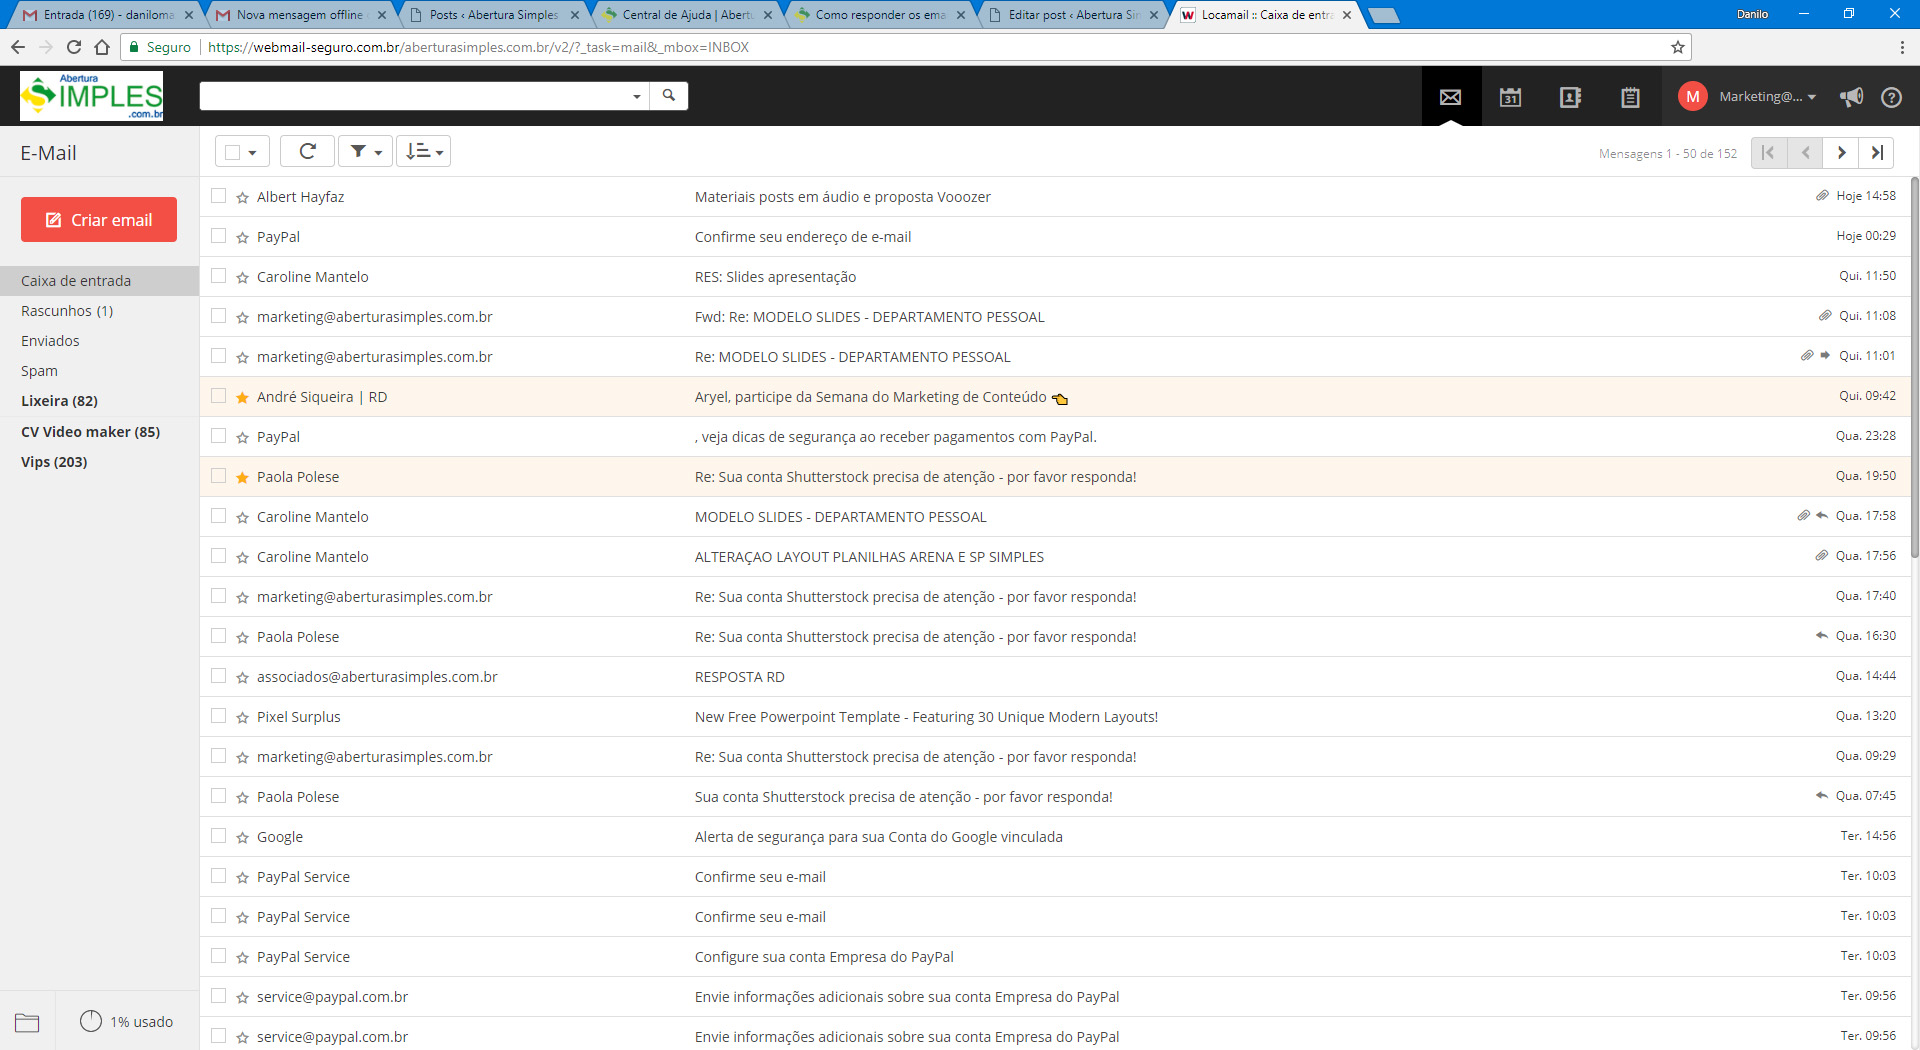 Entrada (169) - daniloma
Nova mensagem offline
Posts ‹ Abertura Simples
Central de Ajuda | Abertu
Como responder os ema
Editar post ‹ Abertura Sim
Locamail :: Caixa de entra
Danilo
Seguro
https://webmail-seguro.com.br/aberturasimples.com.br/v2/?_task=mail&_mbox=INBOX
Abertura
SIMPLES
.com.br
31
M
Marketing@...
E-Mail
Mensagens 1 - 50 de 152
Criar email
Caixa de entrada
Rascunhos (1)
Enviados
Spam
Lixeira (82)
CV Video maker (85)
Vips (203)
Albert Hayfaz Materiais posts em áudio e proposta Vooozer Hoje 14:58
PayPal Confirme seu endereço de e-mail Hoje 00:29
Caroline Mantelo RES: Slides apresentação Qui. 11:50
marketing@aberturasimples.com.br Fwd: Re: MODELO SLIDES - DEPARTAMENTO PESSOAL Qui. 11:08
marketing@aberturasimples.com.br Re: MODELO SLIDES - DEPARTAMENTO PESSOAL Qui. 11:01
André Siqueira | RD Aryel, participe da Semana do Marketing de Conteúdo Qui. 09:42
PayPal , veja dicas de segurança ao receber pagamentos com PayPal. Qua. 23:28
Paola Polese Re: Sua conta Shutterstock precisa de atenção - por favor responda! Qua. 19:50
Caroline Mantelo MODELO SLIDES - DEPARTAMENTO PESSOAL Qua. 17:58
Caroline Mantelo ALTERAÇAO LAYOUT PLANILHAS ARENA E SP SIMPLES Qua. 17:56
marketing@aberturasimples.com.br Re: Sua conta Shutterstock precisa de atenção - por favor responda! Qua. 17:40
Paola Polese Re: Sua conta Shutterstock precisa de atenção - por favor responda! Qua. 16:30
associados@aberturasimples.com.br RESPOSTA RD Qua. 14:44
Pixel Surplus New Free Powerpoint Template - Featuring 30 Unique Modern Layouts! Qua. 13:20
marketing@aberturasimples.com.br Re: Sua conta Shutterstock precisa de atenção - por favor responda! Qua. 09:29
Paola Polese Sua conta Shutterstock precisa de atenção - por favor responda! Qua. 07:45
Google Alerta de segurança para sua Conta do Google vinculada Ter. 14:56
PayPal Service Confirme seu e-mail Ter. 10:03
PayPal Service Confirme seu e-mail Ter. 10:03
PayPal Service Configure sua conta Empresa do PayPal Ter. 10:03
service@paypal.com.br Envie informações adicionais sobre sua conta Empresa do PayPal Ter. 09:56
service@paypal.com.br Envie informações adicionais sobre sua conta Empresa do PayPal Ter. 09:56
1% usado